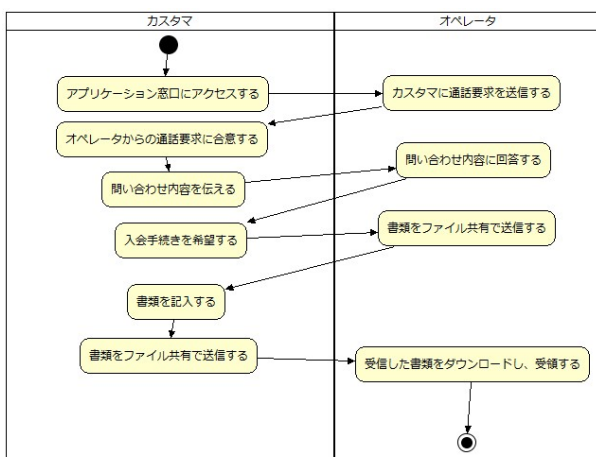 カスタマ
オペレータ
アプリケーション窓口にアクセスする
カスタマに通話要求を送信する
オペレータからの通話要求に合意する
問い合わせ内容を伝える
問い合わせ内容に回答する
入会手続きを希望する
書類をファイル共有で送信する
書類を記入する
書類をファイル共有で送信する
受信した書類をダウンロードし、受領する